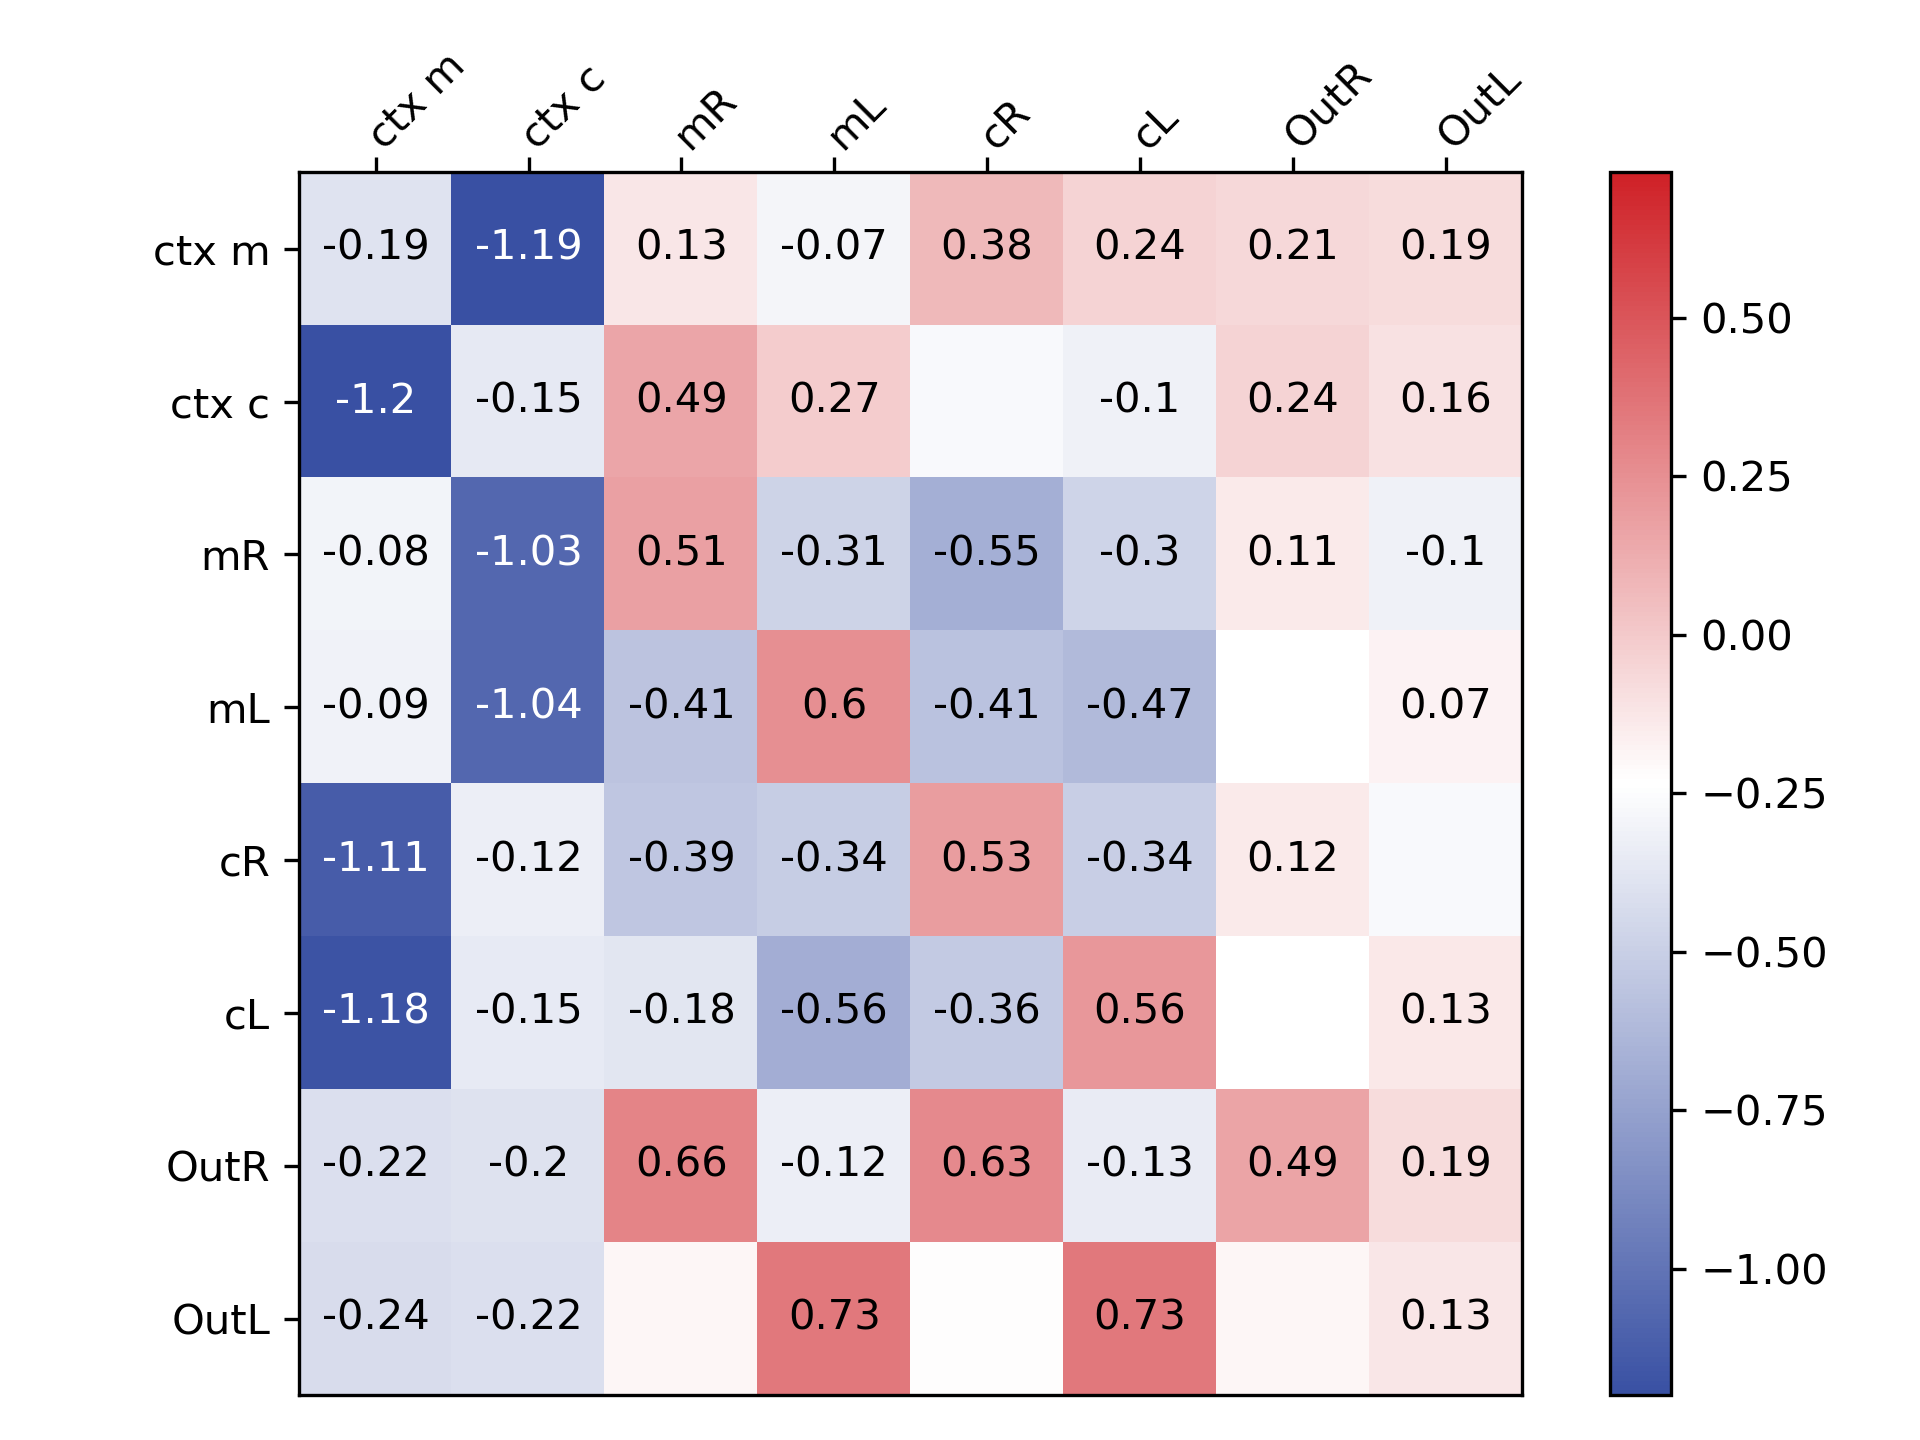 ctx m ctx c mR mL cR cL OutR OutL
ctx m -0.19 -1.19 0.13 -0.07 0.38 0.24 0.21 0.19
0.50
ctx c -1.2 -0.15 0.49 0.27 -0.1 0.24 0.16
0.25
mR -0.08 -1.03 0.51 -0.31 -0.55 -0.3 0.11 -0.1
0.00
mL -0.09 -1.04 -0.41 0.6 -0.41 -0.47 0.07
−0.25
cR -1.11 -0.12 -0.39 -0.34 0.53 -0.34 0.12
−0.50
cL -1.18 -0.15 -0.18 -0.56 -0.36 0.56 0.13
−0.75
OutR -0.22 -0.2 0.66 -0.12 0.63 -0.13 0.49 0.19
−1.00
OutL -0.24 -0.22 0.73 0.73 0.13